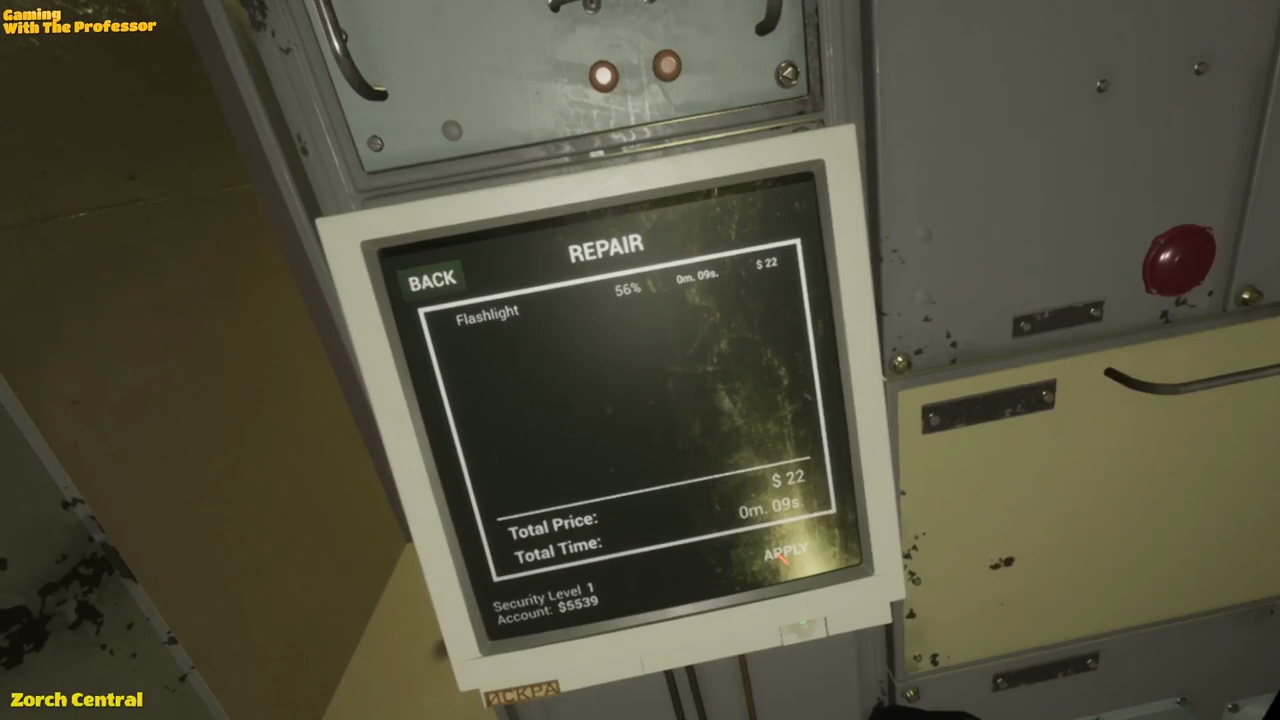 Gaming
With The Professor
REPAIR
BACK
Flashlight 56% 0m. 09s. $ 22
Total Price: $ 22
Total Time: 0m. 09s.
APPLY
Security Level 1
Account: $5539
ИСКРА
Zorch Central